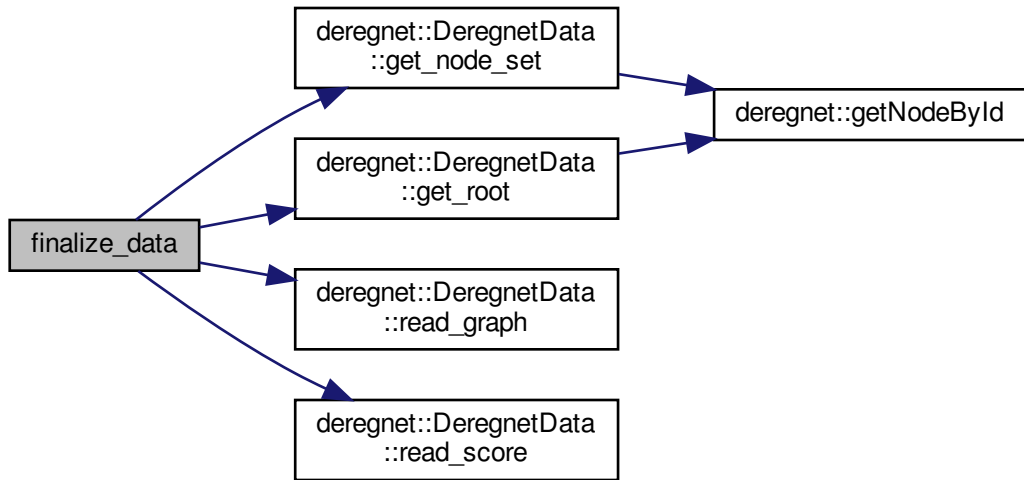 finalize_data
deregnet::DeregnetData
::get_node_set
deregnet::DeregnetData
::get_root
deregnet::DeregnetData
::read_graph
deregnet::DeregnetData
::read_score
deregnet::getNodeById